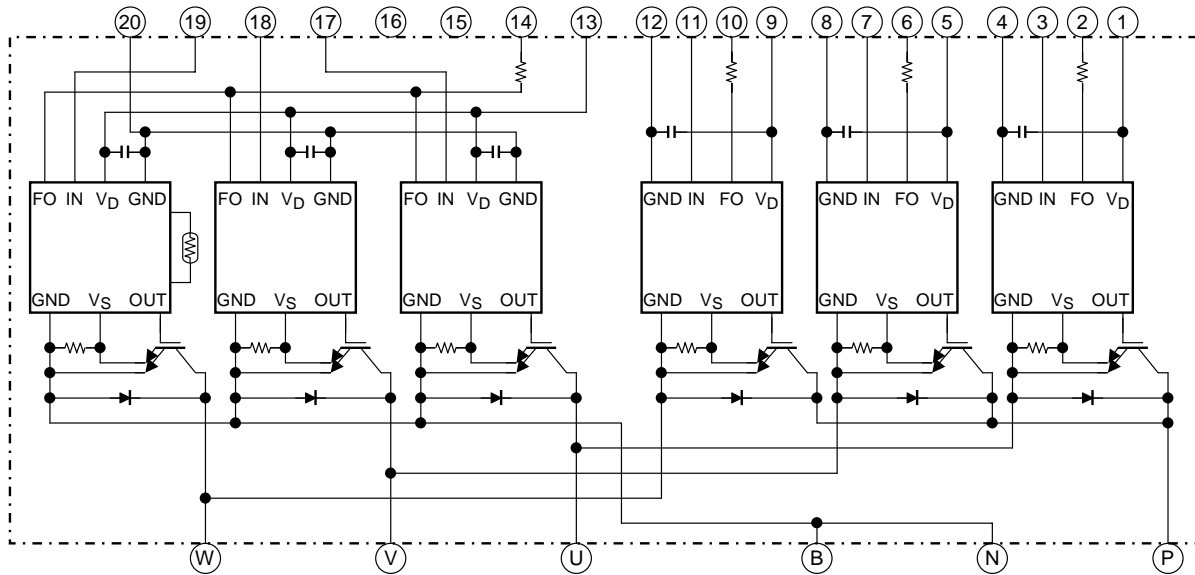 20 19 18 17 16 15 14 13 12 11 10 9 8 7 6 5 4 3 2 1
FO IN VD GND FO IN VD GND FO IN VD GND GND IN FO VD GND IN FO VD GND IN FO VD
GND VS OUT GND VS OUT GND VS OUT GND VS OUT GND VS OUT GND VS OUT
W V U B N P